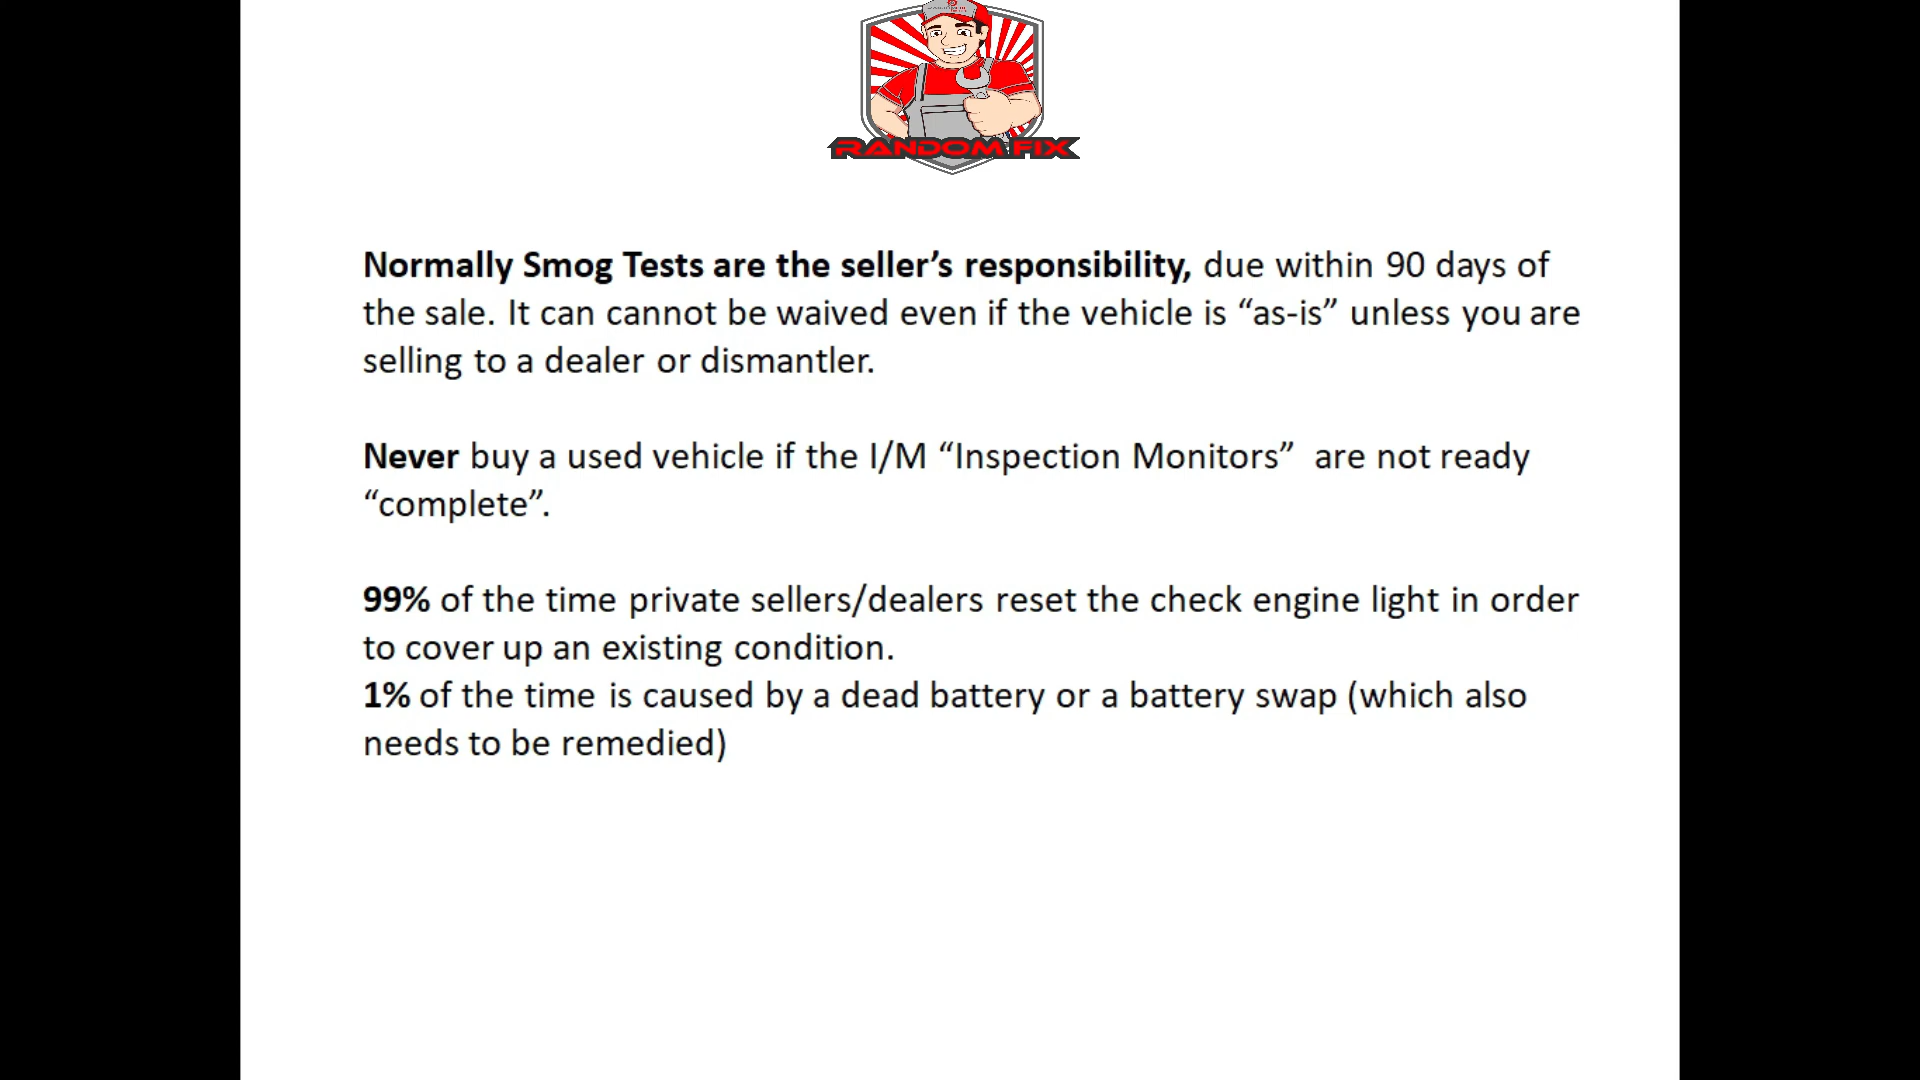 RANDOM FIX
Normally Smog Tests are the seller’s responsibility, due within 90 days of
the sale. It can cannot be waived even if the vehicle is “as-is” unless you are
selling to a dealer or dismantler.
Never buy a used vehicle if the I/M “Inspection Monitors”  are not ready
“complete”.
99% of the time private sellers/dealers reset the check engine light in order
to cover up an existing condition.
1% of the time is caused by a dead battery or a battery swap (which also
needs to be remedied)